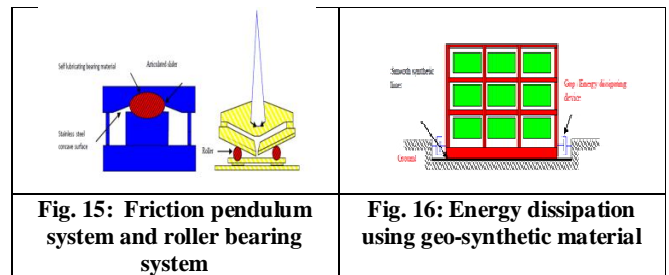 Self lubricating bearing material
Articulated slider
Stainless steel
concave surface
Roller
Smooth synthetic
liner
Gap /Energy dissipating
device
Ground
Fig. 15: Friction pendulum
system and roller bearing
system
Fig. 16: Energy dissipation
using geo-synthetic material